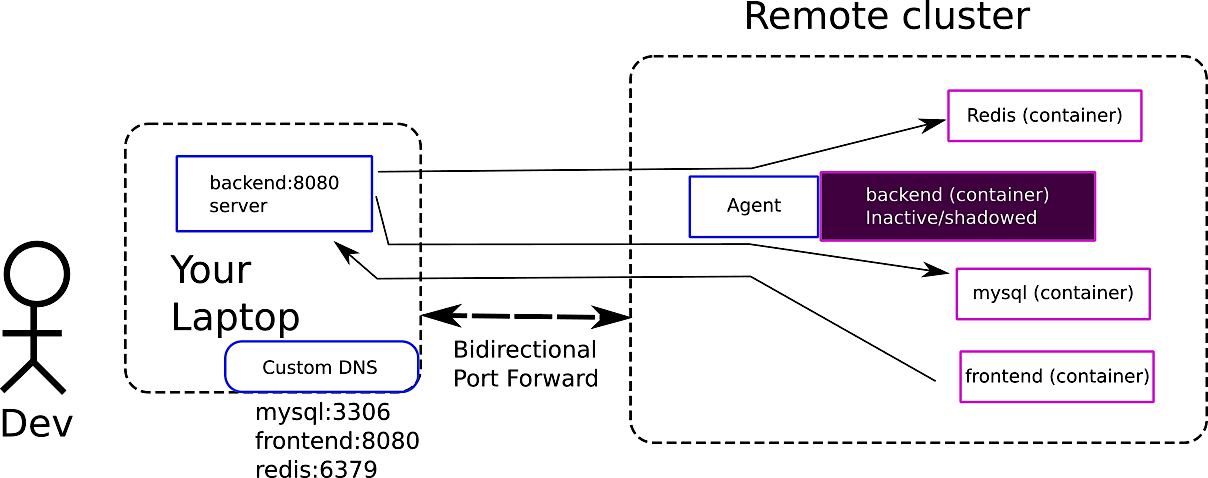 Remote cluster
Redis (container)
backend:8080
server
Agent
backend (container)
Inactive/shadowed
Your
Laptop
mysql (container)
Bidirectional
Port Forward
Custom DNS
frontend (container)
Dev
mysql:3306
frontend:8080
redis:6379